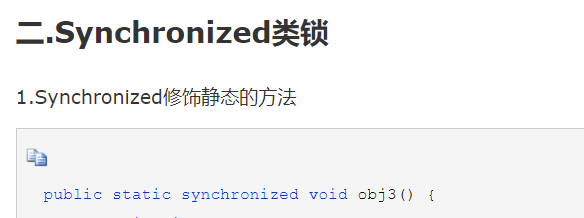 二.Synchronized类锁
1.Synchronized修饰静态的方法
public static synchronized void obj3() {